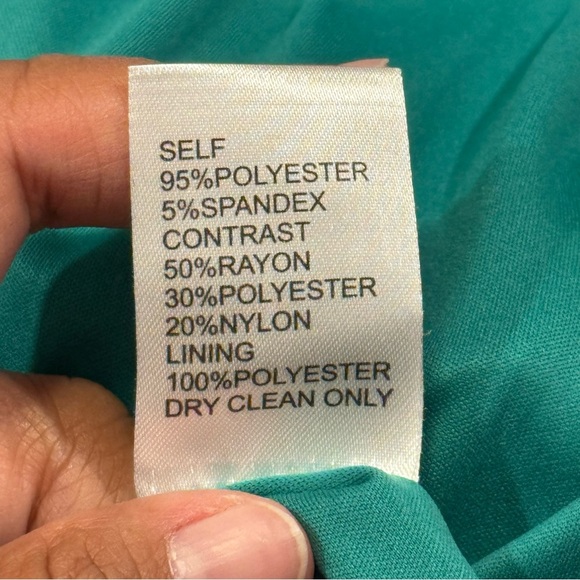 SELF
95%POLYESTER
5%SPANDEX
CONTRAST
50%RAYON
30%POLYESTER
20%NYLON
LINING
100%POLYESTER
DRY CLEAN ONLY